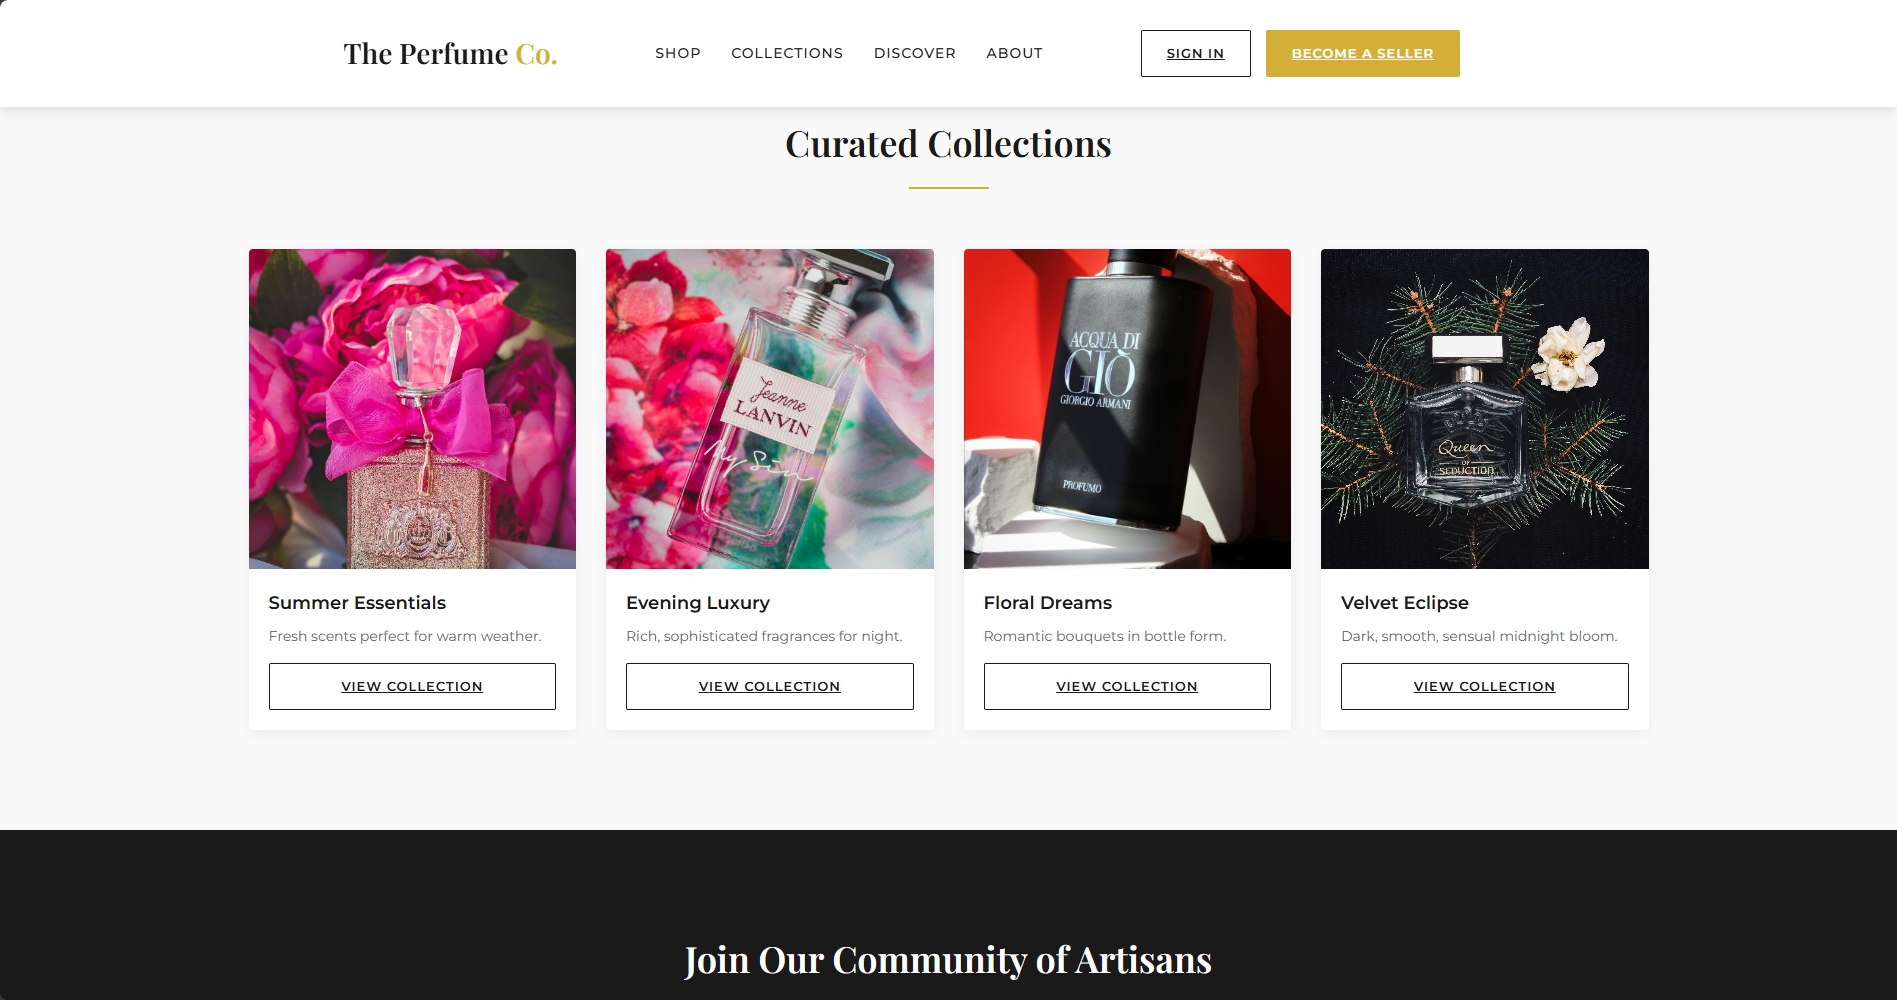 The Perfume Co.
SHOP
COLLECTIONS
DISCOVER
ABOUT
SIGN IN
BECOME A SELLER
Curated Collections
Jeanne
LANVIN
My Sin
ACQUA DI
GIÒ
GIORGIO ARMANI
PROFUMO
Queen
OF
SEDUCTION
Summer Essentials
Fresh scents perfect for warm weather.
VIEW COLLECTION
Evening Luxury
Rich, sophisticated fragrances for night.
VIEW COLLECTION
Floral Dreams
Romantic bouquets in bottle form.
VIEW COLLECTION
Velvet Eclipse
Dark, smooth, sensual midnight bloom.
VIEW COLLECTION
Join Our Community of Artisans